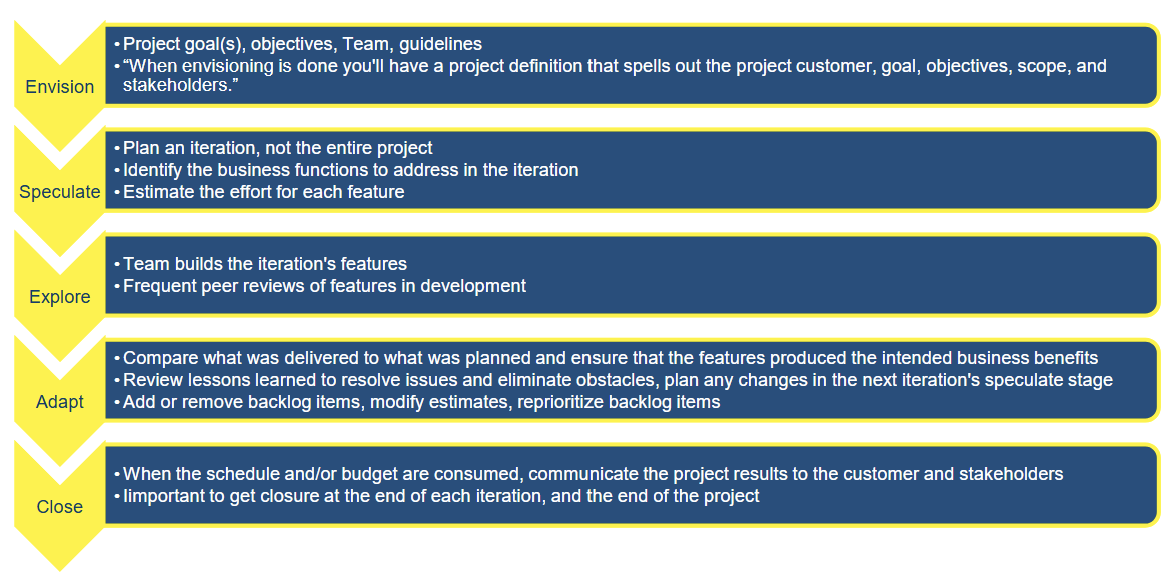 Envision
• Project goal(s), objectives, Team, guidelines
• “When envisioning is done you'll have a project definition that spells out the project customer, goal, objectives, scope, and
stakeholders.”
Speculate
• Plan an iteration, not the entire project
• Identify the business functions to address in the iteration
• Estimate the effort for each feature
Explore
• Team builds the iteration's features
• Frequent peer reviews of features in development
Adapt
• Compare what was delivered to what was planned and ensure that the features produced the intended business benefits
• Review lessons learned to resolve issues and eliminate obstacles, plan any changes in the next iteration's speculate stage
• Add or remove backlog items, modify estimates, reprioritize backlog items
Close
• When the schedule and/or budget are consumed, communicate the project results to the customer and stakeholders
• Iimportant to get closure at the end of each iteration, and the end of the project